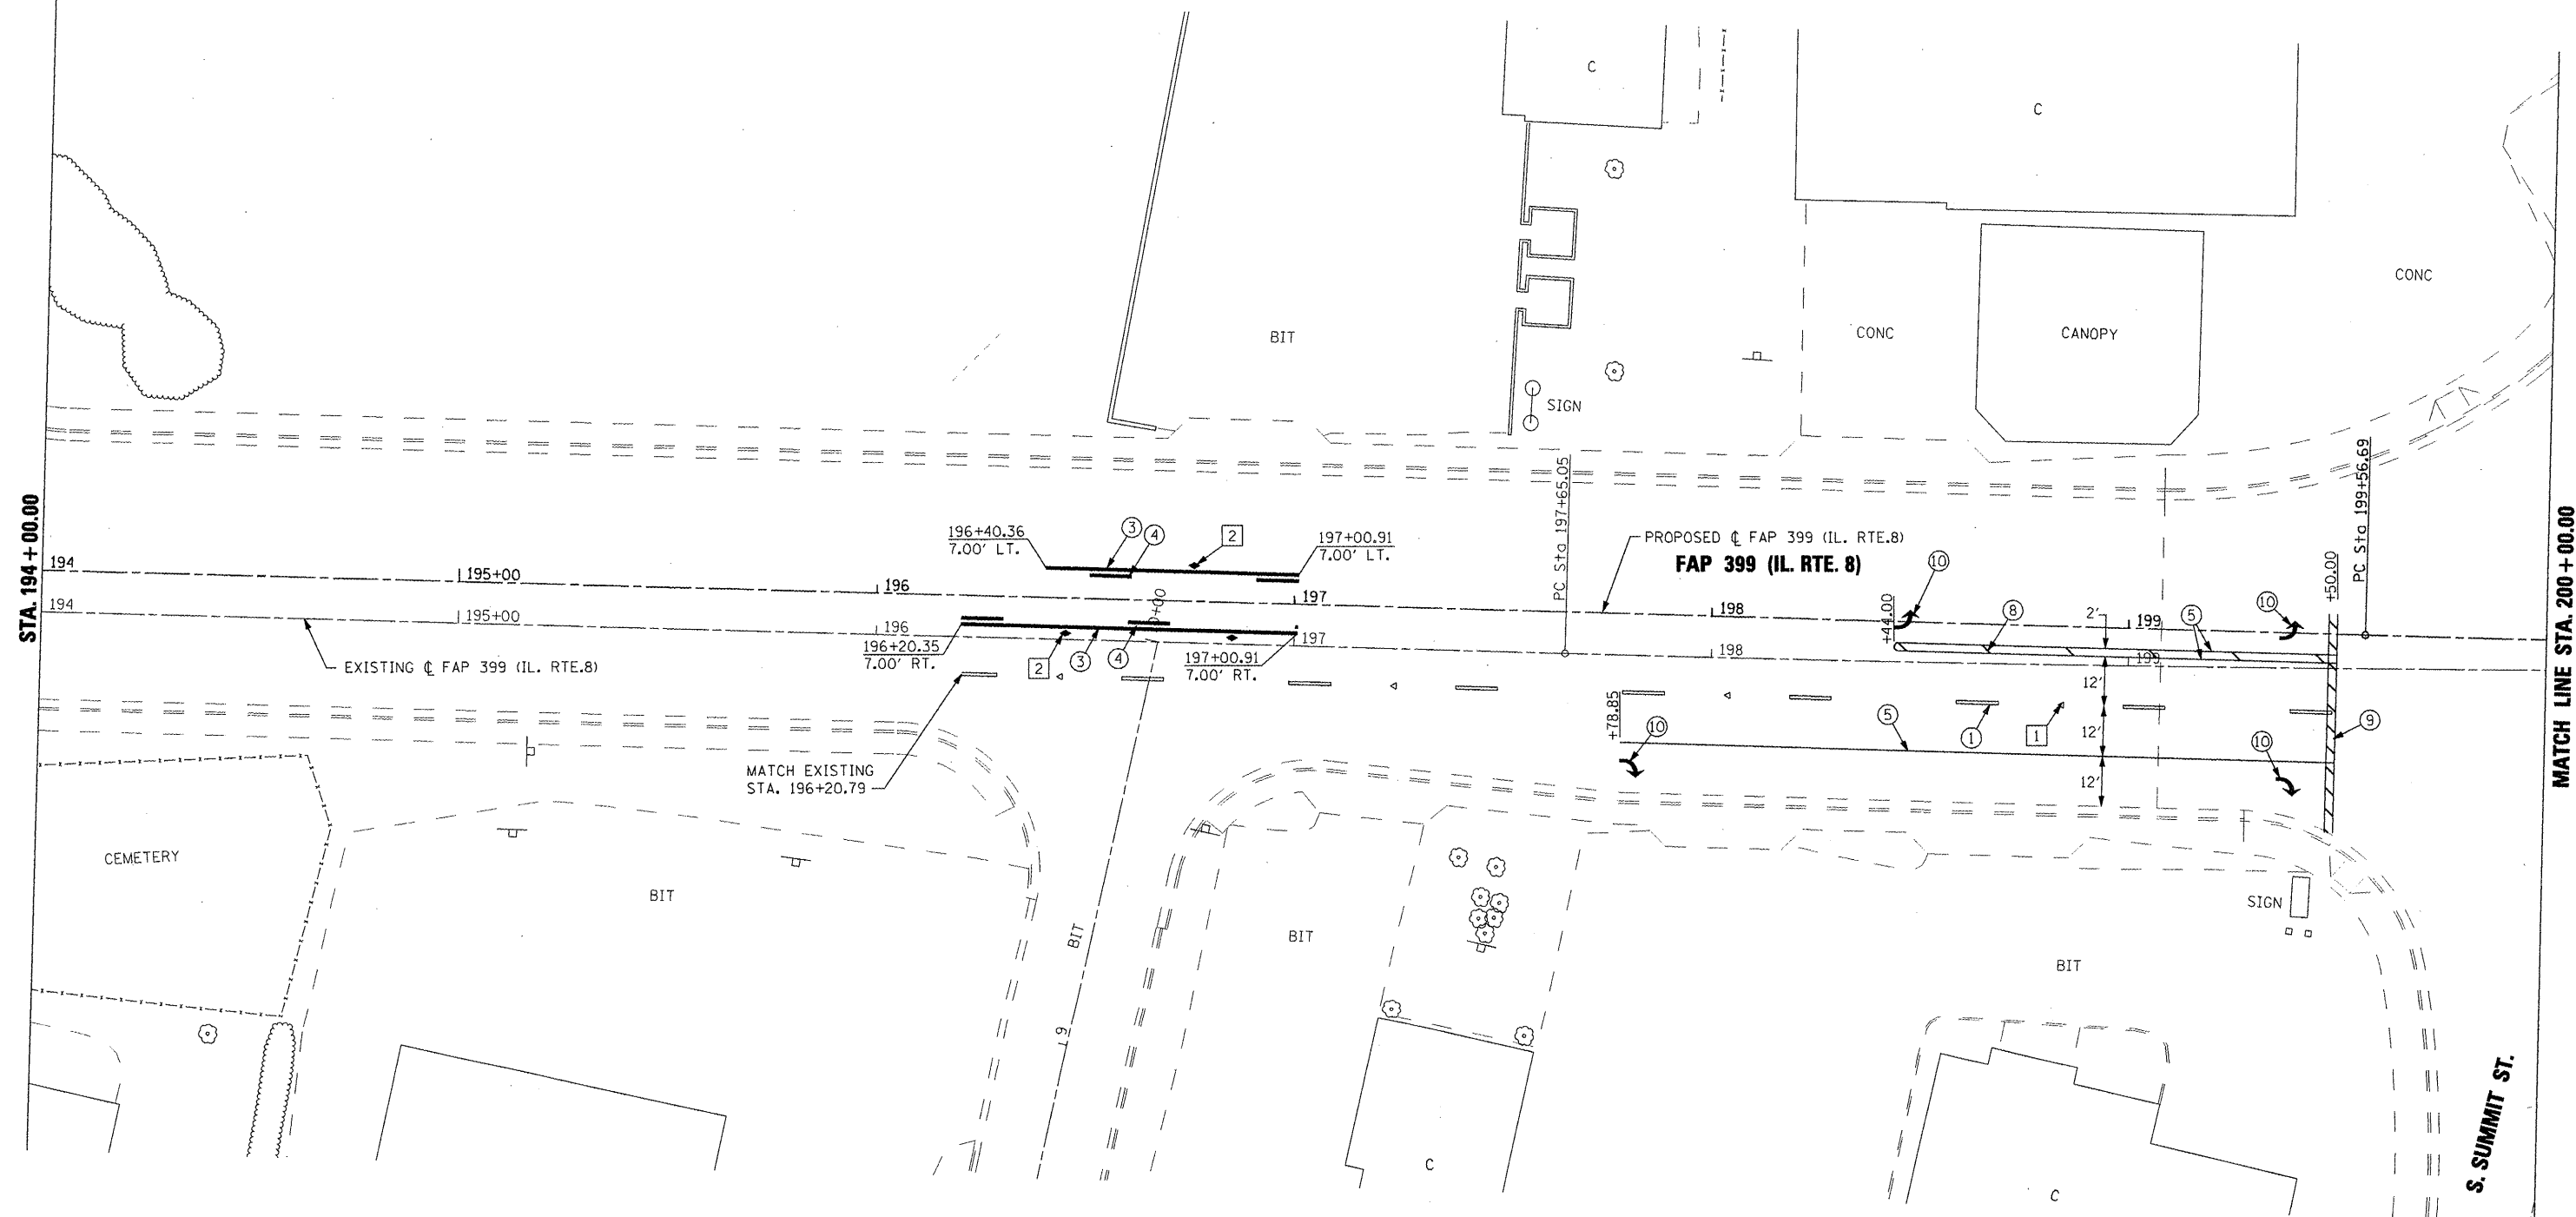 C
C
CONC
BIT
CONC
CANOPY
SIGN
STA. 194+00.00
MATCH LINE STA. 200+00.00
PC Sta 197+65.05
PC Sta 199+56.69
196+40.36
7.00' LT.
3
4
2
197+00.91
7.00' LT.
PROPOSED ℄ FAP 399 (IL. RTE.8)
FAP 399 (IL. RTE. 8)
10
+50.00
194
195+00
196
197
198
199
+44.00
8
2'
5
10
194
195+00
196
197
198
199
+00
EXISTING ℄ FAP 399 (IL. RTE.8)
196+20.35
7.00' RT.
2
3
4
197+00.91
7.00' RT.
12'
12'
12'
+78.85
10
5
1
1
10
9
MATCH EXISTING
STA. 196+20.79
CEMETERY
BIT
BIT
BIT
SIGN
BIT
C
C
S. SUMMIT ST.